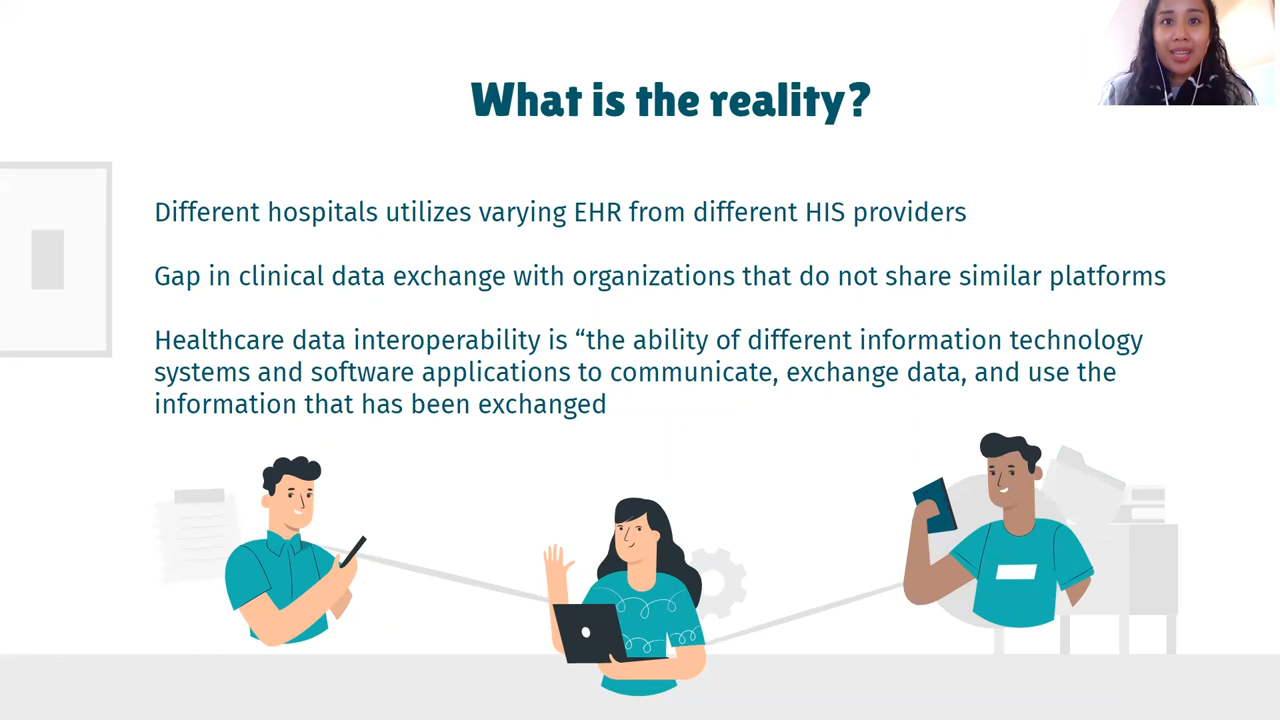 What is the reality?
Different hospitals utilizes varying EHR from different HIS providers
Gap in clinical data exchange with organizations that do not share similar platforms
Healthcare data interoperability is “the ability of different information technology
systems and software applications to communicate, exchange data, and use the
information that has been exchanged